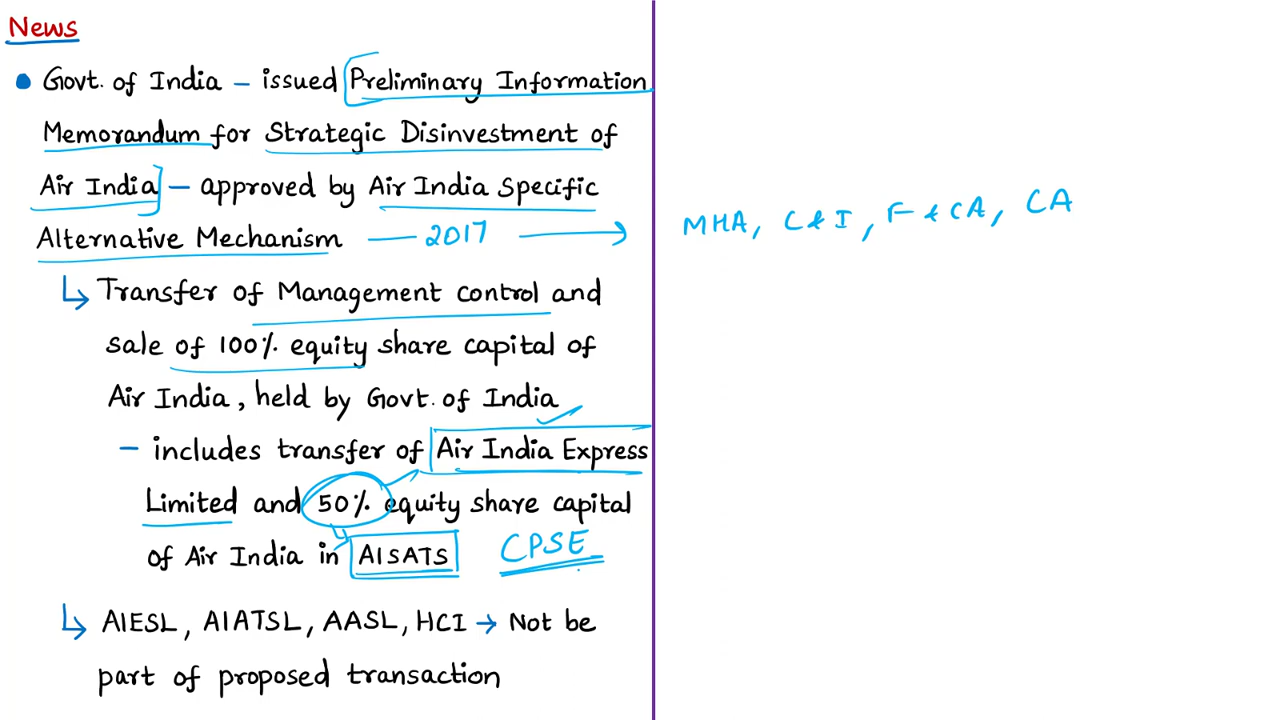 News
• Govt. of India – issued Preliminary Information
Memorandum for Strategic Disinvestment of
Air India – approved by Air India Specific
Alternative Mechanism — 2017 →
MHA, C & I, F & CA, CA
↳ Transfer of Management control and
sale of 100% equity share capital of
Air India, held by Govt. of India
– includes transfer of Air India Express
Limited and 50% equity share capital
of Air India in AISATS CPSE
↳ AIESL, AIATSL, AASL, HCI → Not be
part of proposed transaction